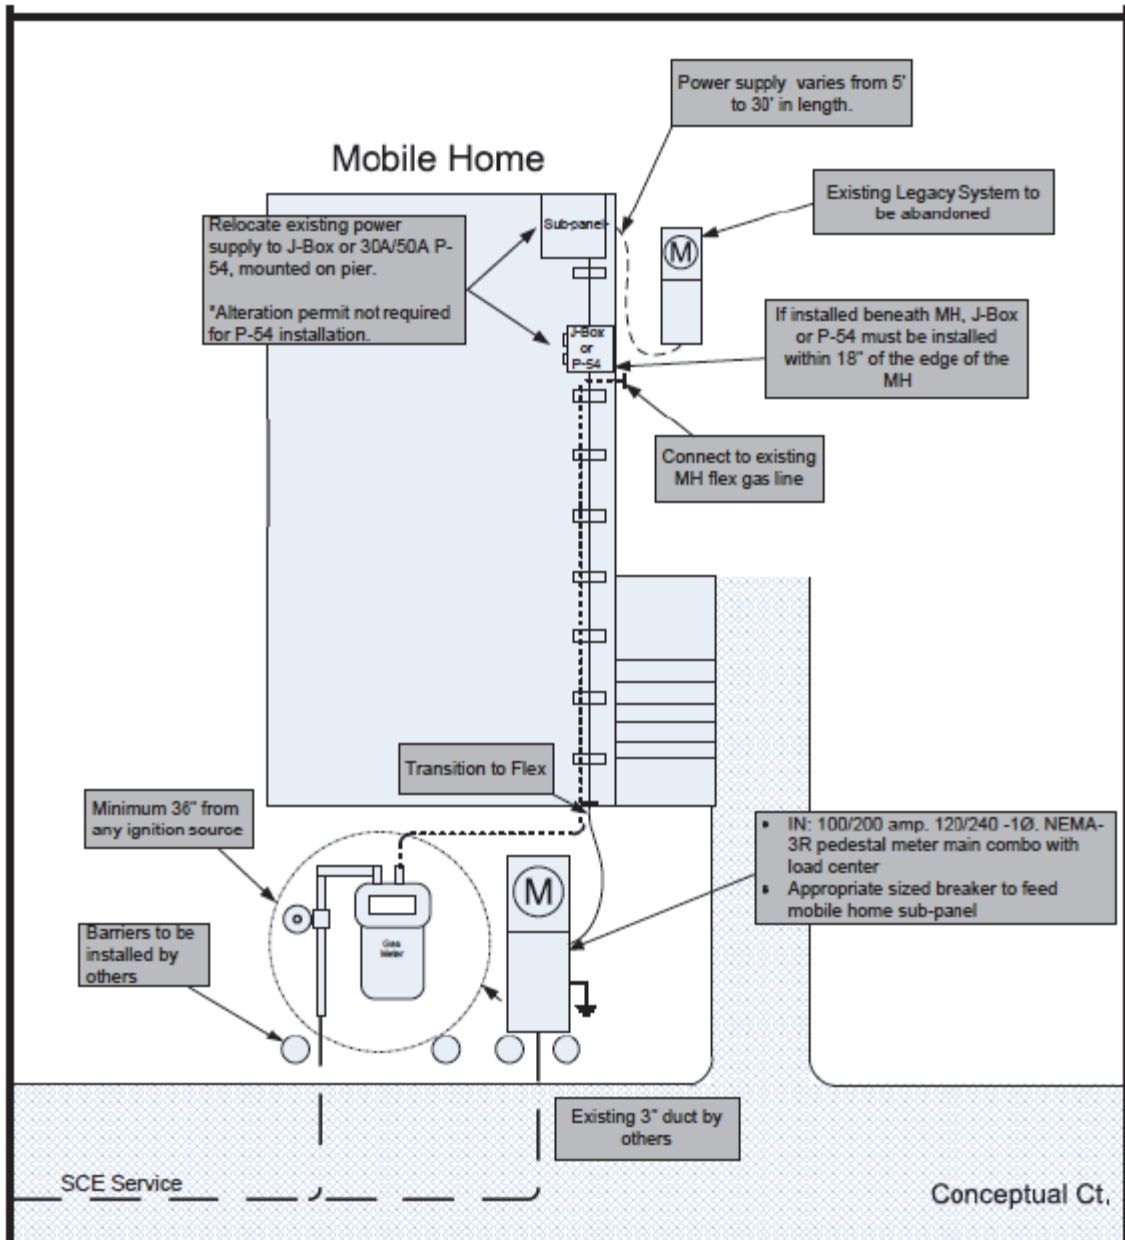 Power supply varies from 5'
to 30' in length.
Mobile Home
Existing Legacy System to
be abandoned
Relocate existing power
supply to J-Box or 30A/50A P-
54, mounted on pier.
*Alteration permit not required
for P-54 installation.
Sub-panel
M
If installed beneath MH, J-Box
or P-54 must be installed
within 18" of the edge of the
MH
J-Box
or
P-54
Connect to existing
MH flex gas line
Transition to Flex
Minimum 36" from
any ignition source
• IN: 100/200 amp. 120/240 -1Ø. NEMA-
3R pedestal meter main combo with
load center
• Appropriate sized breaker to feed
mobile home sub-panel
M
Barriers to be
installed by
others
Gas
Meter
Existing 3" duct by
others
SCE Service
Conceptual Ct.